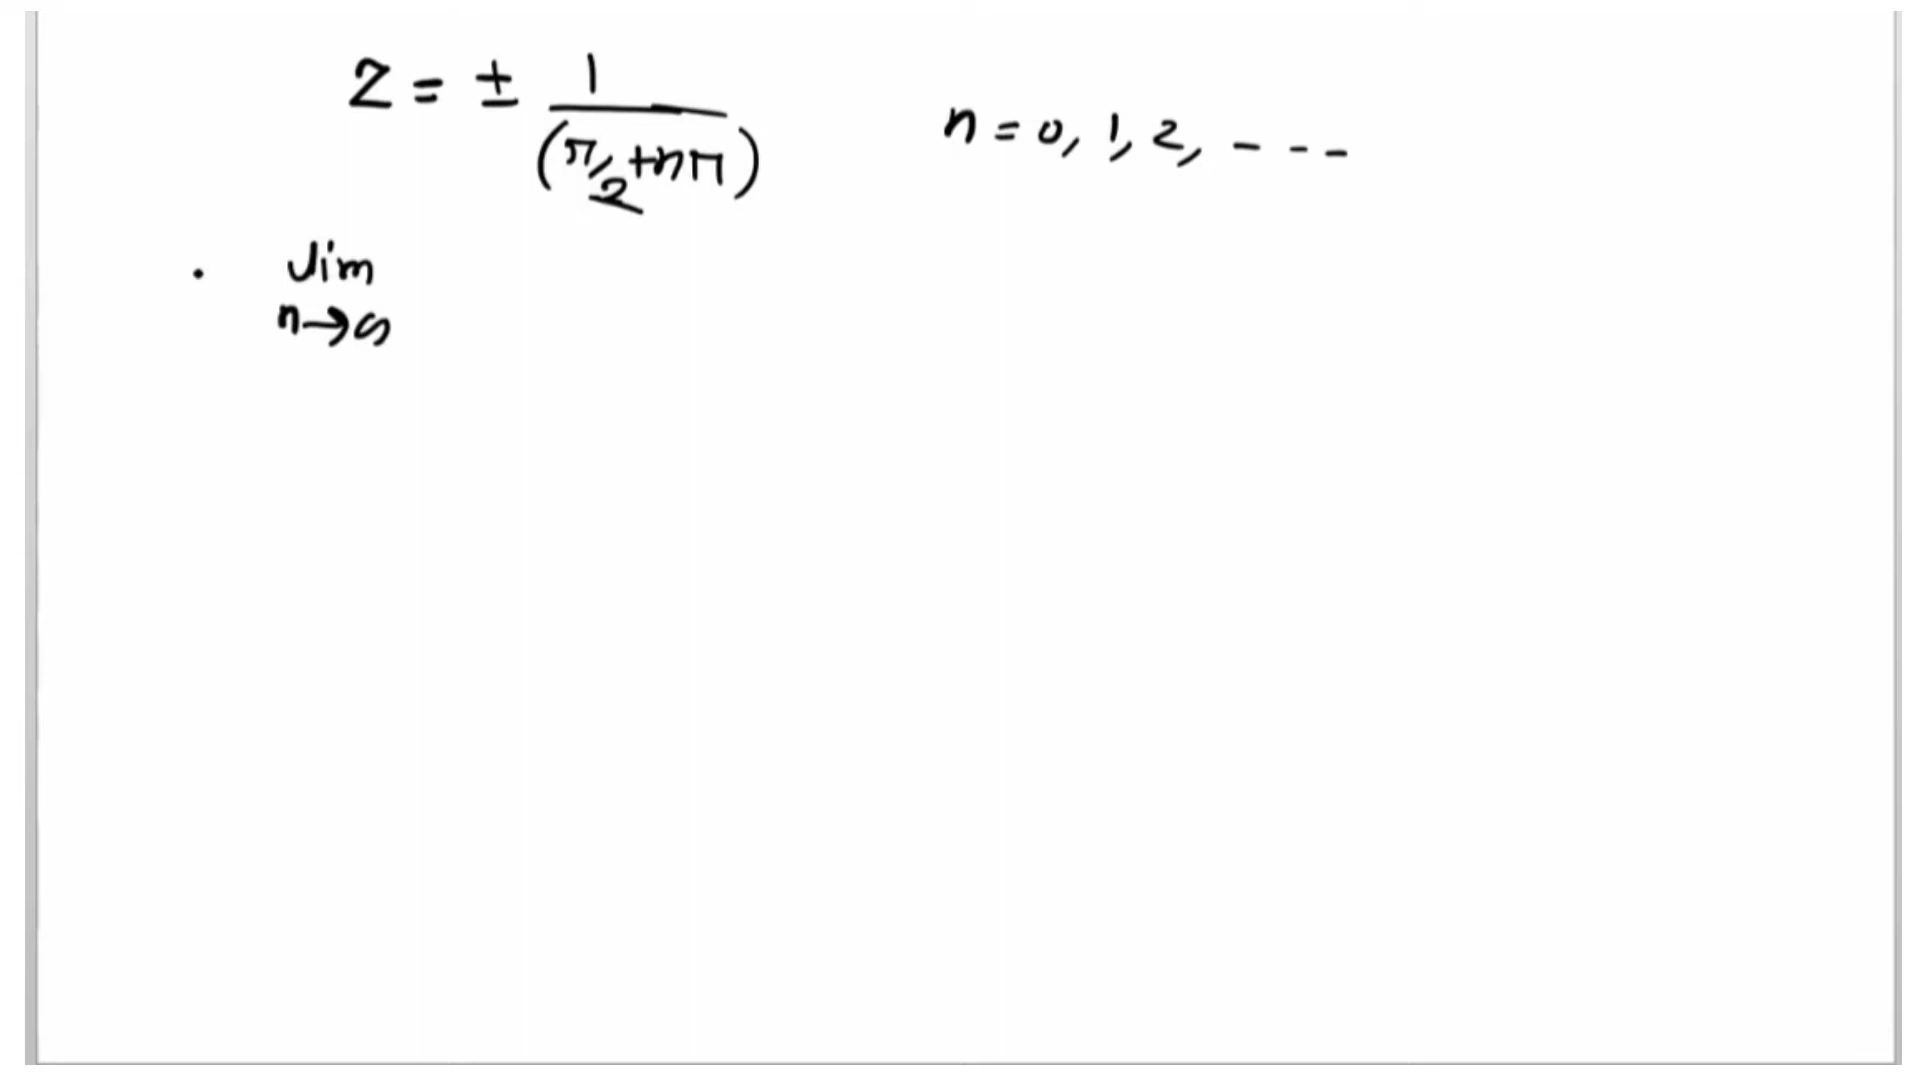 Z = ± 1/(π/2 + nπ) n = 0, 1, 2, - - -
. lim n→∞